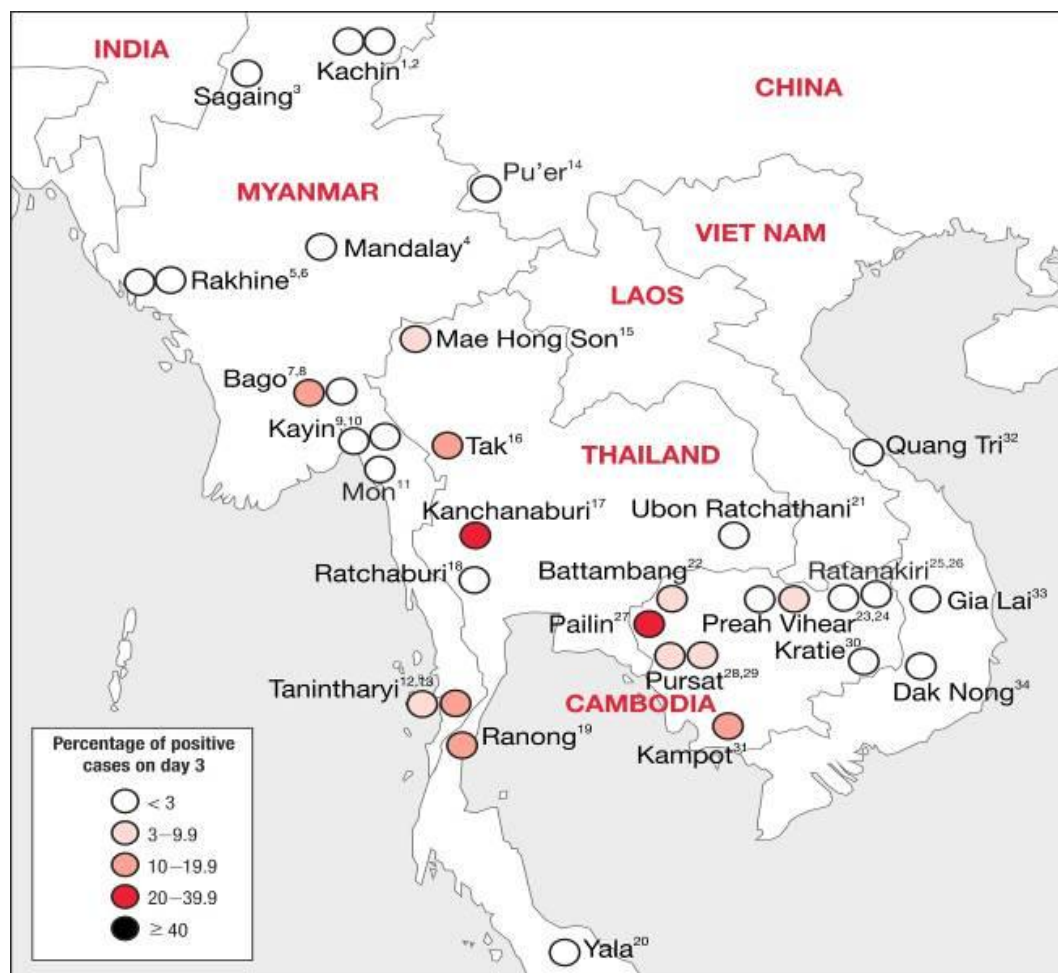 INDIA
Kachin1,2
Sagaing3
CHINA
Pu’er14
MYANMAR
VIET NAM
Mandalay4
Rakhine5,6
LAOS
Mae Hong Son15
Bago7,8
Kayin9,10
Tak16
THAILAND
Quang Tri32
Mon11
Kanchanaburi17
Ubon Ratchathani21
Ratchaburi18
Battambang22
Ratanakiri25,26
Gia Lai33
Pailin27
Preah Vihear23,24
Kratie30
Pursat28,29
Dak Nong34
Tanintharyi12,13
CAMBODIA
Ranong19
Kampot31
Percentage of positive
cases on day 3
< 3
3–9.9
10–19.9
20–39.9
≥ 40
Yala20